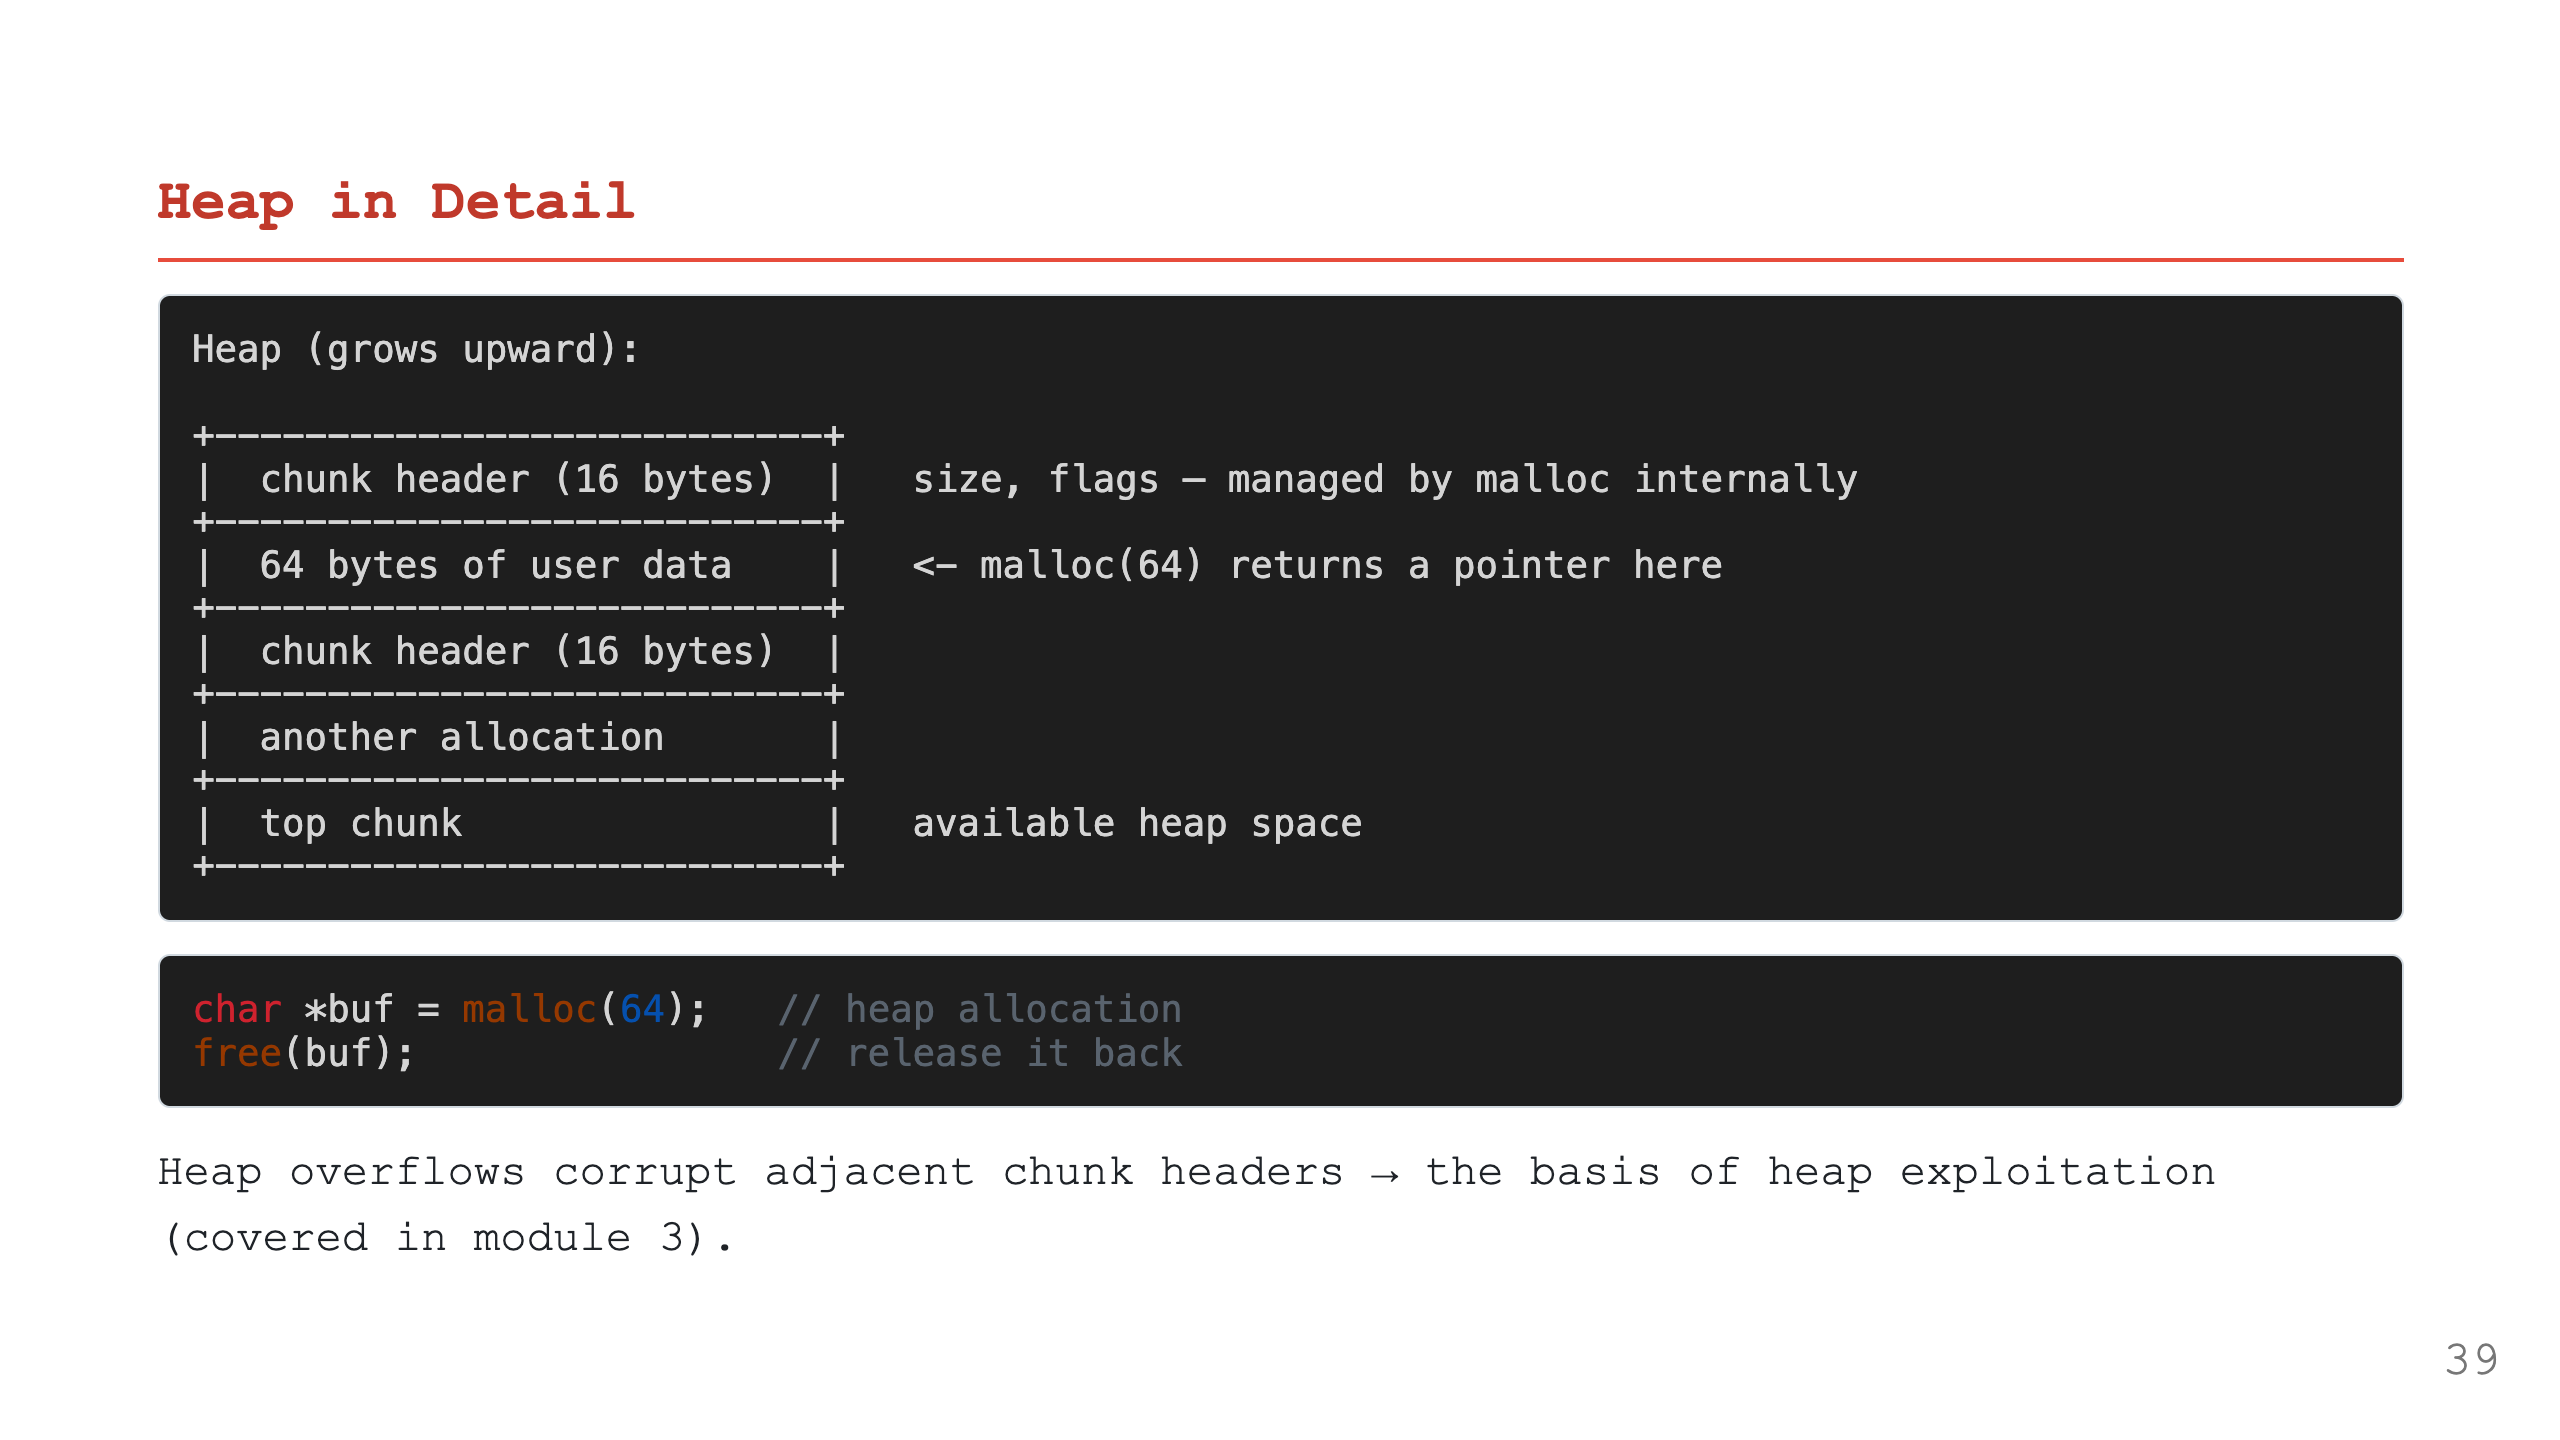 Heap in Detail
Heap (grows upward):
+---------------------------+
|  chunk header (16 bytes)  |   size, flags — managed by malloc internally
+---------------------------+
|  64 bytes of user data    |   <- malloc(64) returns a pointer here
+---------------------------+
|  chunk header (16 bytes)  |
+---------------------------+
|  another allocation       |
+---------------------------+
|  top chunk                |   available heap space
+---------------------------+
char *buf = malloc(64);   // heap allocation
free(buf);                // release it back
Heap overflows corrupt adjacent chunk headers → the basis of heap exploitation
(covered in module 3).
39